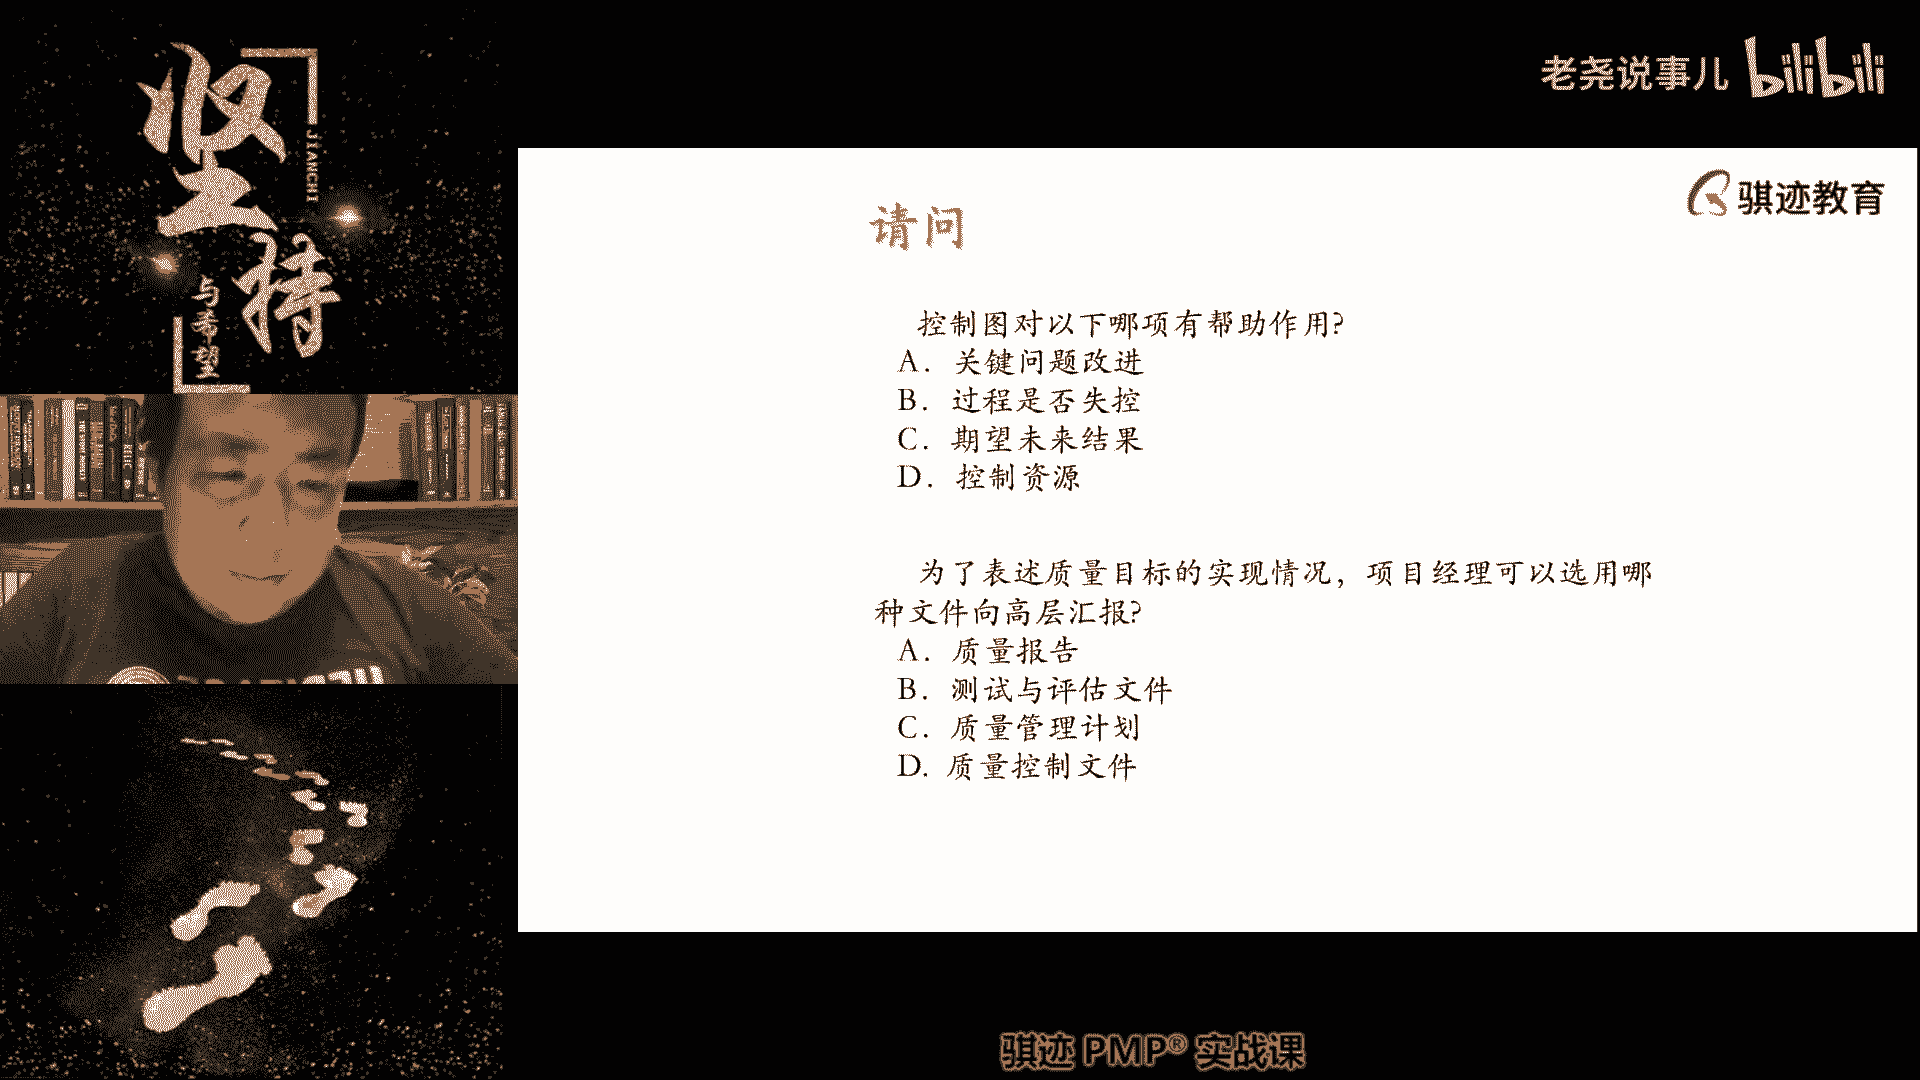 坚持
JIANCHI
与希望
老尧说事儿 bilibili
骐迹教育
请问
控制图对以下哪项有帮助作用?
A. 关键问题改进
B. 过程是否失控
C. 期望未来结果
D. 控制资源
为了表述质量目标的实现情况，项目经理可以选用哪
种文件向高层汇报?
A. 质量报告
B. 测试与评估文件
C. 质量管理计划
D. 质量控制文件
骐迹 PMP® 实战课